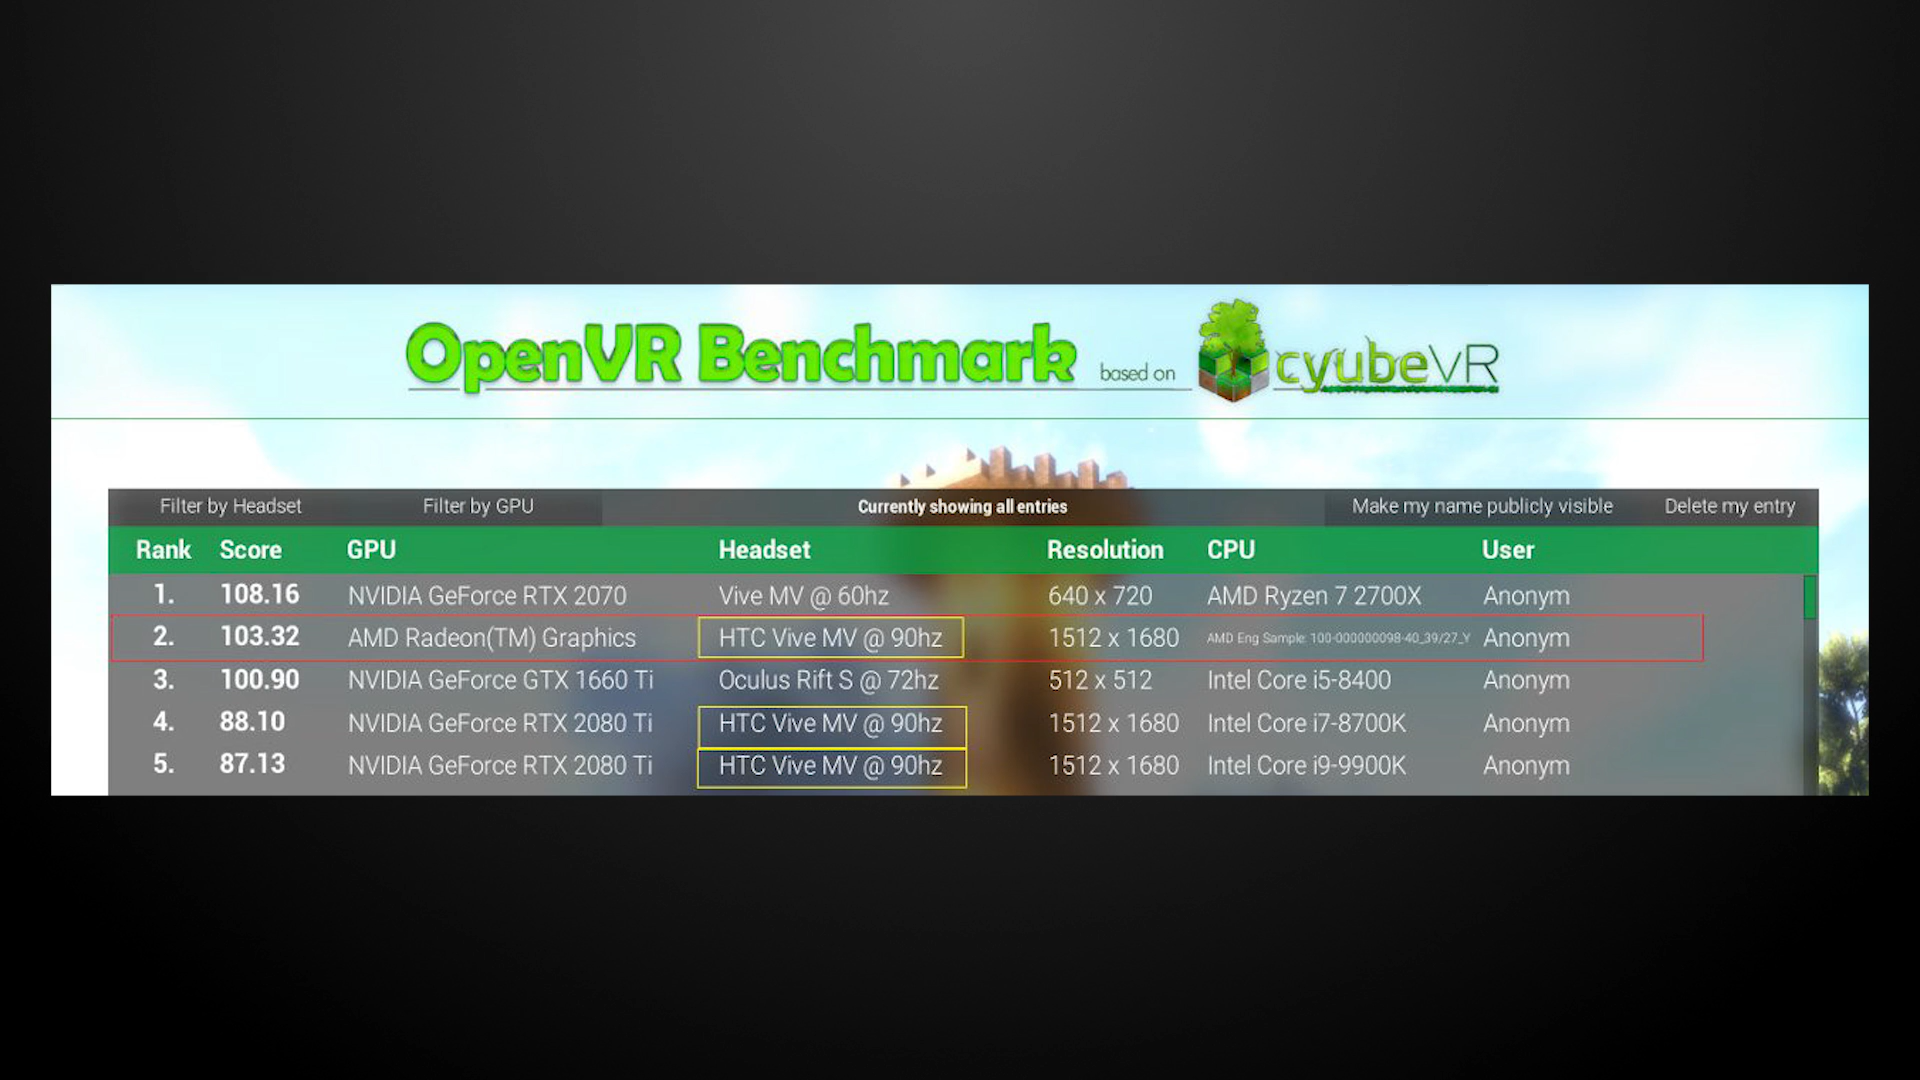 OpenVR Benchmark based on cyubeVR
Filter by Headset Filter by GPU Currently showing all entries Make my name publicly visible Delete my entry
Rank Score GPU Headset Resolution CPU User
1. 108.16 NVIDIA GeForce RTX 2070 Vive MV @ 60hz 640 x 720 AMD Ryzen 7 2700X Anonym
2. 103.32 AMD Radeon(TM) Graphics HTC Vive MV @ 90hz 1512 x 1680 AMD Eng Sample: 100-000000098-40_39/27_Y Anonym
3. 100.90 NVIDIA GeForce GTX 1660 Ti Oculus Rift S @ 72hz 512 x 512 Intel Core i5-8400 Anonym
4. 88.10 NVIDIA GeForce RTX 2080 Ti HTC Vive MV @ 90hz 1512 x 1680 Intel Core i7-8700K Anonym
5. 87.13 NVIDIA GeForce RTX 2080 Ti HTC Vive MV @ 90hz 1512 x 1680 Intel Core i9-9900K Anonym